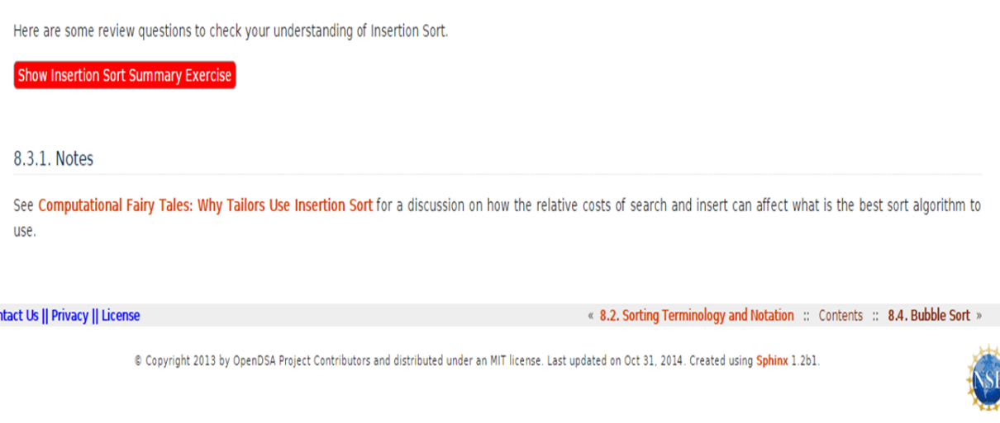 Here are some review questions to check your understanding of Insertion Sort.
Show Insertion Sort Summary Exercise
8.3.1. Notes
See Computational Fairy Tales: Why Tailors Use Insertion Sort for a discussion on how the relative costs of search and insert can affect what is the best sort algorithm to
use.
ntact Us || Privacy || License « 8.2. Sorting Terminology and Notation :: Contents :: 8.4. Bubble Sort »
© Copyright 2013 by OpenDSA Project Contributors and distributed under an MIT license. Last updated on Oct 31, 2014. Created using Sphinx 1.2b1.
NSF